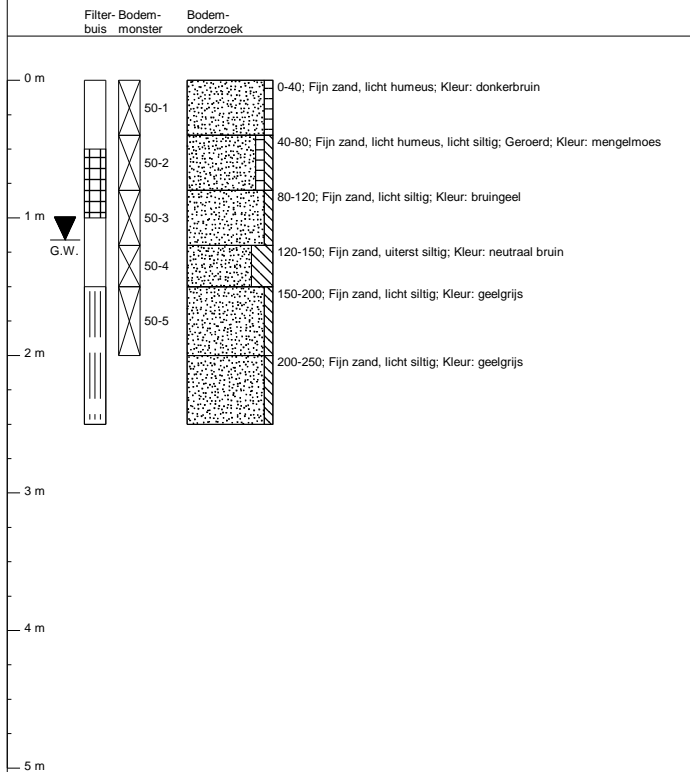 Filter-
buis
Bodem-
monster
Bodem-
onderzoek
0 m
50-1
0-40; Fijn zand, licht humeus; Kleur: donkerbruin
50-2
40-80; Fijn zand, licht humeus, licht siltig; Geroerd; Kleur: mengelmoes
80-120; Fijn zand, licht siltig; Kleur: bruingeel
1 m
50-3
G.W.
120-150; Fijn zand, uiterst siltig; Kleur: neutraal bruin
50-4
150-200; Fijn zand, licht siltig; Kleur: geelgrijs
50-5
2 m
200-250; Fijn zand, licht siltig; Kleur: geelgrijs
3 m
4 m
5 m